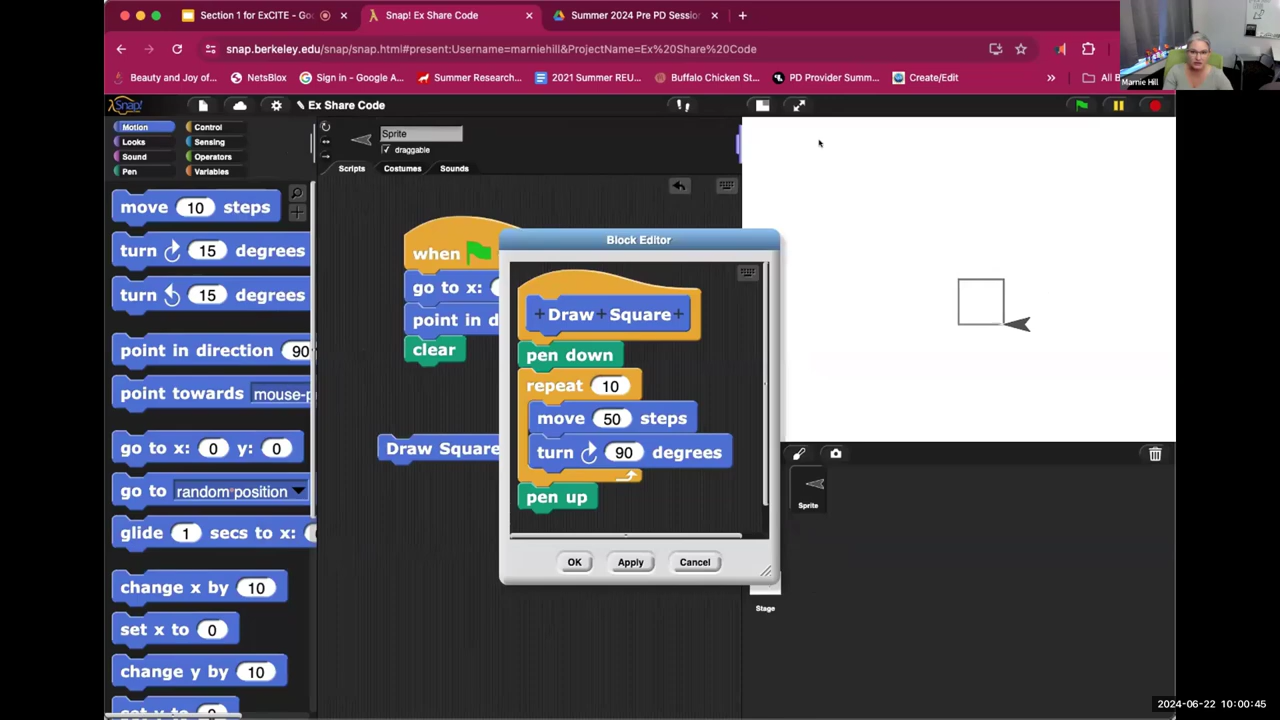 Section 1 for ExCITE - Go
Snap! Ex Share Code
Summer 2024 Pre PD Sessio
snap.berkeley.edu/snap/snap.html#present:Username=marniehill&ProjectName=Ex%20Share%20Code
Beauty and Joy of...
NetsBlox
Sign in - Google A...
Summer Research...
2021 Summer REU...
Buffalo Chicken St...
PD Provider Summ...
Create/Edit
»
All B
Marnie Hill
Snap!
Ex Share Code
Motion
Control
Looks
Sensing
Sound
Operators
Pen
Variables
Sprite
draggable
Scripts
Costumes
Sounds
move 10 steps
turn 15 degrees
turn 15 degrees
point in direction 90
point towards mouse-p
go to x: 0 y: 0
go to random position
glide 1 secs to x:
change x by 10
set x to 0
change y by 10
when
go to x:
point in d
clear
Draw Square
Block Editor
+ Draw + Square +
pen down
repeat 10
move 50 steps
turn 90 degrees
pen up
OK
Apply
Cancel
Sprite
Stage
2024-06-22 10:00:45